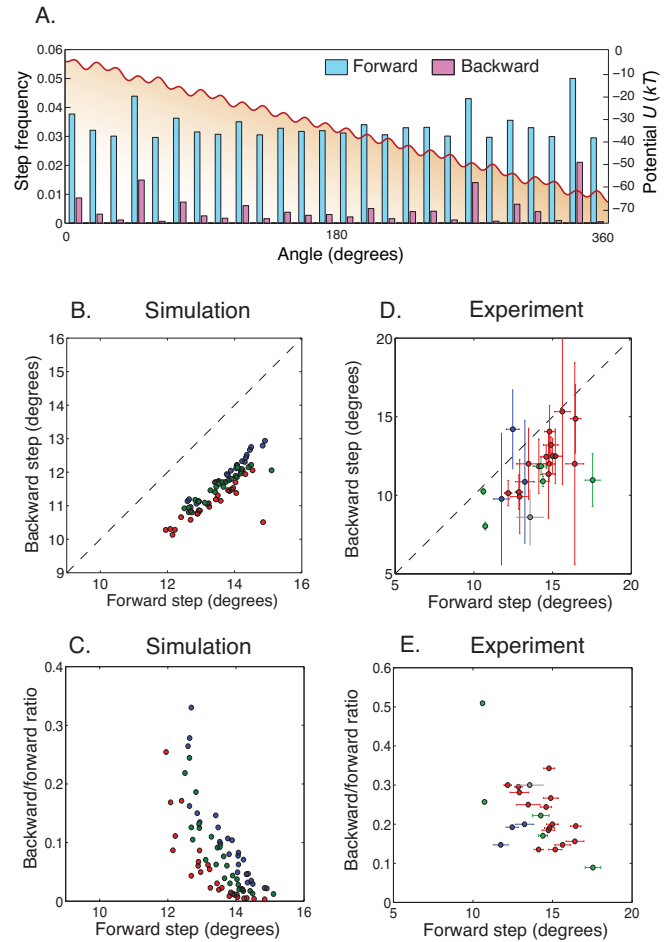 A.
Forward
Backward
Step frequency
0.06
0.05
0.04
0.03
0.02
0.01
0
0
-10
-20
-30
-40
-50
-60
-70
Potential U (kT)
0
180
360
Angle (degrees)
B.
Simulation
Backward step (degrees)
16
15
14
13
12
11
10
9
10
12
14
16
Forward step (degrees)
D.
Experiment
Backward step (degrees)
20
15
10
5
5
10
15
20
Forward step (degrees)
C.
Simulation
Backward/forward ratio
0.4
0.3
0.2
0.1
0
10
12
14
16
Forward step (degrees)
E.
Experiment
Backward/forward ratio
0.6
0.5
0.4
0.3
0.2
0.1
0
5
10
15
20
Forward step (degrees)